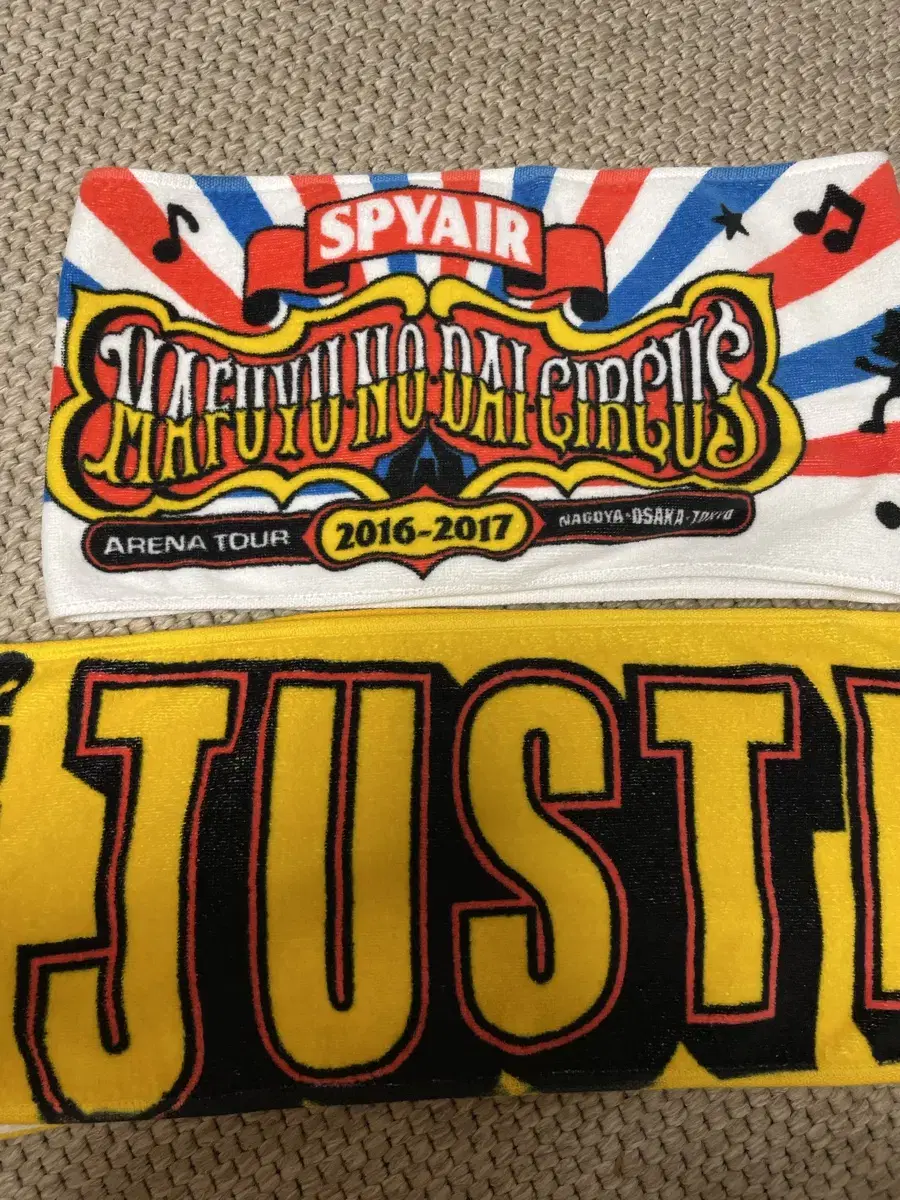 SPYAIR
MAFUYU·NO·DAI·CIRCUS
ARENA TOUR 2016-2017 NAGOYA·OSAKA·TOKYO
JUST